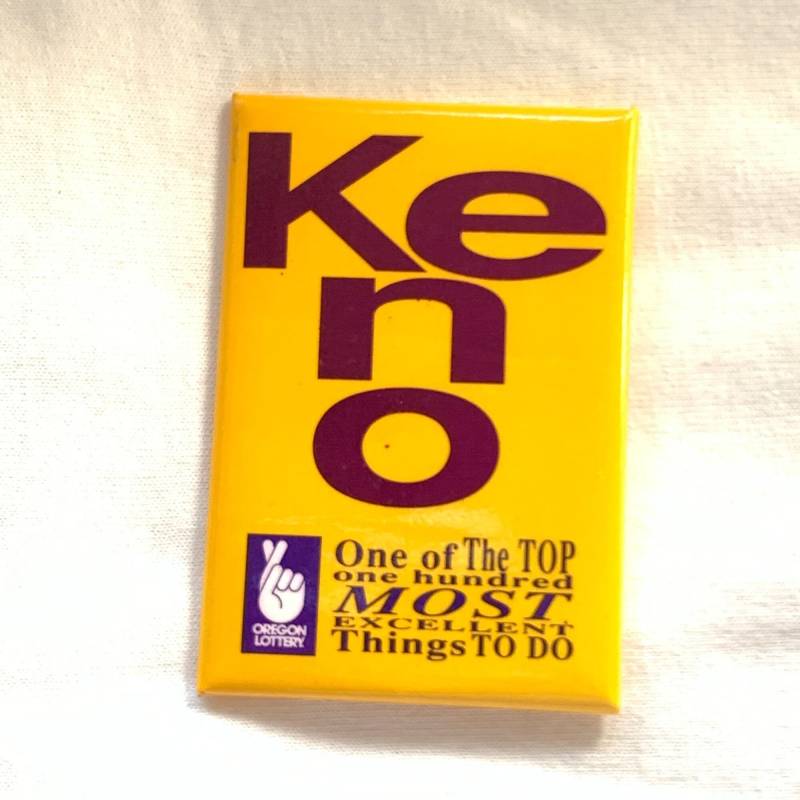 Ke
n
o
One of The TOP
one hundred
MOST
EXCELLENT
Things TO DO
OREGON
LOTTERY